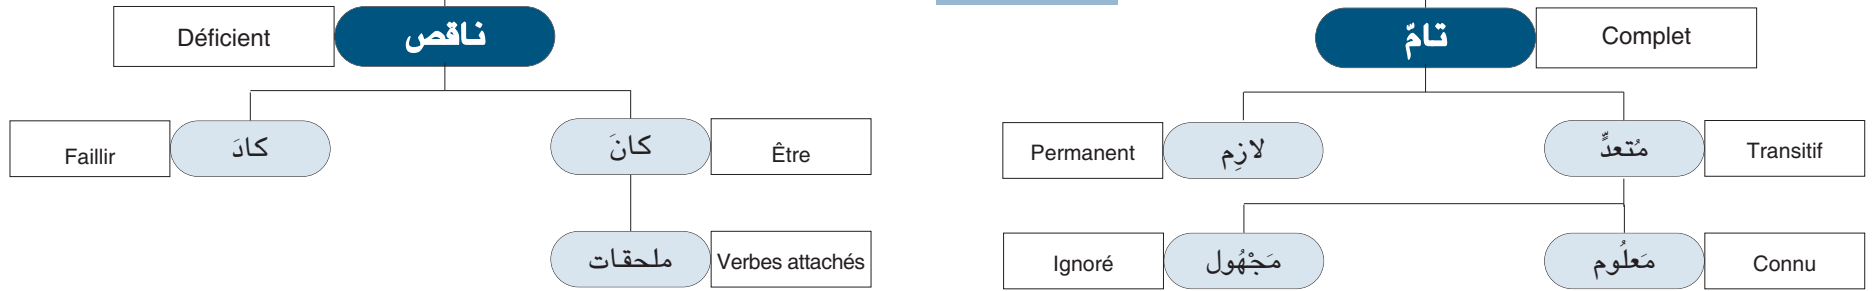 Déficient
ناقص
تامّ
Complet
Faillir
كادَ
كانَ
Être
Permanent
لازِم
مُتعدٍّ
Transitif
ملحقات
Verbes attachés
Ignoré
مَجْهُول
مَعلُوم
Connu